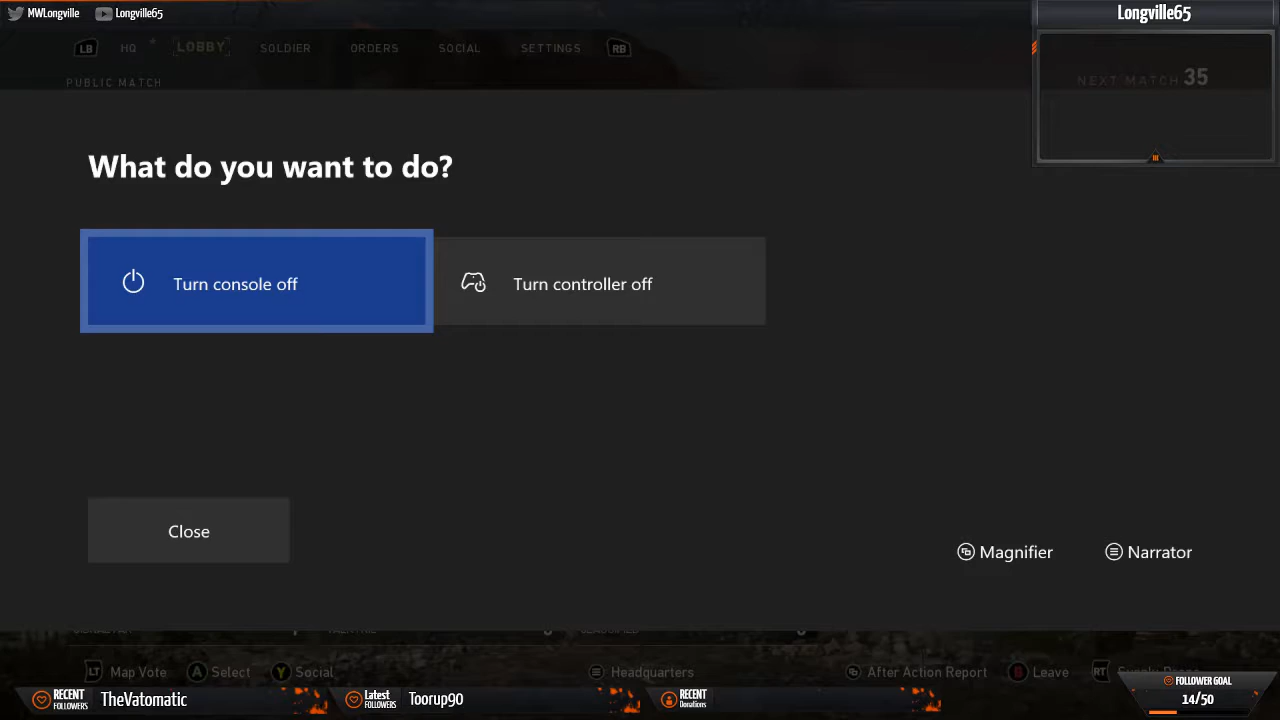 MWLongville Longville65
Longville65
LB HQ LOBBY SOLDIER ORDERS SOCIAL SETTINGS RB
PUBLIC MATCH
NEXT MATCH 35
What do you want to do?
Turn console off
Turn controller off
Close
Magnifier
Narrator
LT Map Vote A Select Y Social Headquarters After Action Report B Leave RT
RECENT FOLLOWERS TheVatomatic
Latest FOLLOWERS Toorup90
RECENT Donations
FOLLOWER GOAL
14/50